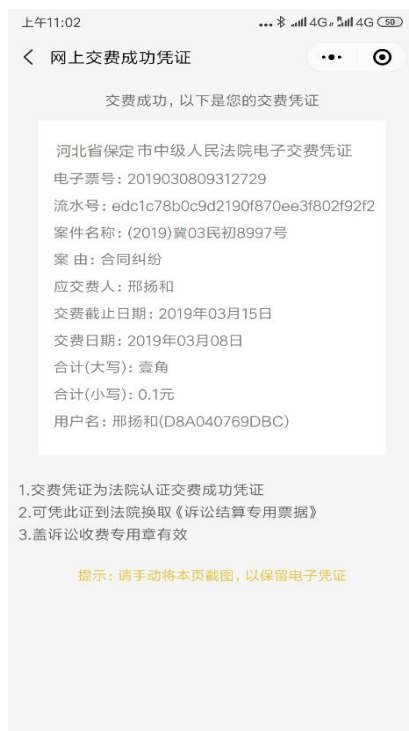 上午11:02 ... 4G 4G 50
网上交费成功凭证
交费成功，以下是您的交费凭证
河北省保定市中级人民法院电子交费凭证
电子票号：2019030809312729
流水号：edc1c78b0c9d2190f870ee3f802f92f2
案件名称：(2019)冀03民初8997号
案 由：合同纠纷
应交费人：邢扬和
交费截止日期：2019年03月15日
交费日期：2019年03月08日
合计(大写)：壹角
合计(小写)：0.1元
用户名：邢扬和(D8A040769DBC)
1.交费凭证为法院认证交费成功凭证
2.可凭此证到法院换取《诉讼结算专用票据》
3.盖诉讼收费专用章有效
提示：请手动将本页截图，以保留电子凭证